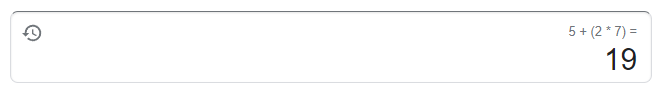 5 + (2 * 7) =
19